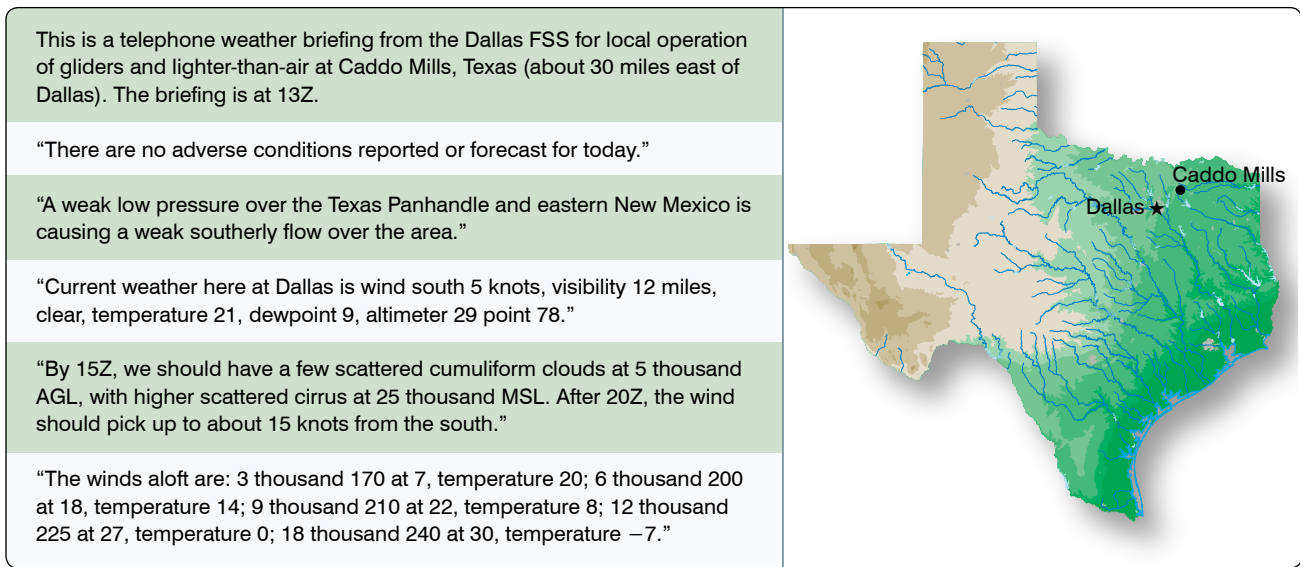 This is a telephone weather briefing from the Dallas FSS for local operation
of gliders and lighter-than-air at Caddo Mills, Texas (about 30 miles east of
Dallas). The briefing is at 13Z.
“There are no adverse conditions reported or forecast for today.”
“A weak low pressure over the Texas Panhandle and eastern New Mexico is
causing a weak southerly flow over the area.”
“Current weather here at Dallas is wind south 5 knots, visibility 12 miles,
clear, temperature 21, dewpoint 9, altimeter 29 point 78.”
“By 15Z, we should have a few scattered cumuliform clouds at 5 thousand
AGL, with higher scattered cirrus at 25 thousand MSL. After 20Z, the wind
should pick up to about 15 knots from the south.”
“The winds aloft are: 3 thousand 170 at 7, temperature 20; 6 thousand 200
at 18, temperature 14; 9 thousand 210 at 22, temperature 8; 12 thousand
225 at 27, temperature 0; 18 thousand 240 at 30, temperature −7.”
Caddo Mills
Dallas